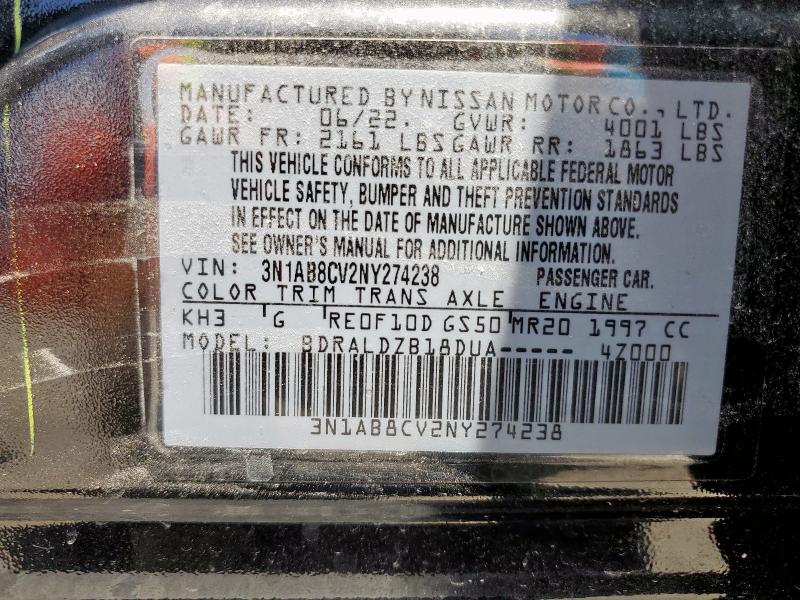 MANUFACTURED BY NISSAN MOTOR CO., LTD.
DATE: 06/22. GVWR: 4001 LBS
GAWR FR: 2161 LBS GAWR RR: 1863 LBS
THIS VEHICLE CONFORMS TO ALL APPLICABLE FEDERAL MOTOR
VEHICLE SAFETY, BUMPER AND THEFT PREVENTION STANDARDS
IN EFFECT ON THE DATE OF MANUFACTURE SHOWN ABOVE.
SEE OWNER'S MANUAL FOR ADDITIONAL INFORMATION.
VIN: 3N1AB8CV2NY274238 PASSENGER CAR.
COLOR TRIM TRANS AXLE ENGINE
KH3 G RE0F10D GS50 MR20 1997 CC
MODEL: BDRALDZB18DUA----- 4Z000
3N1AB8CV2NY274238